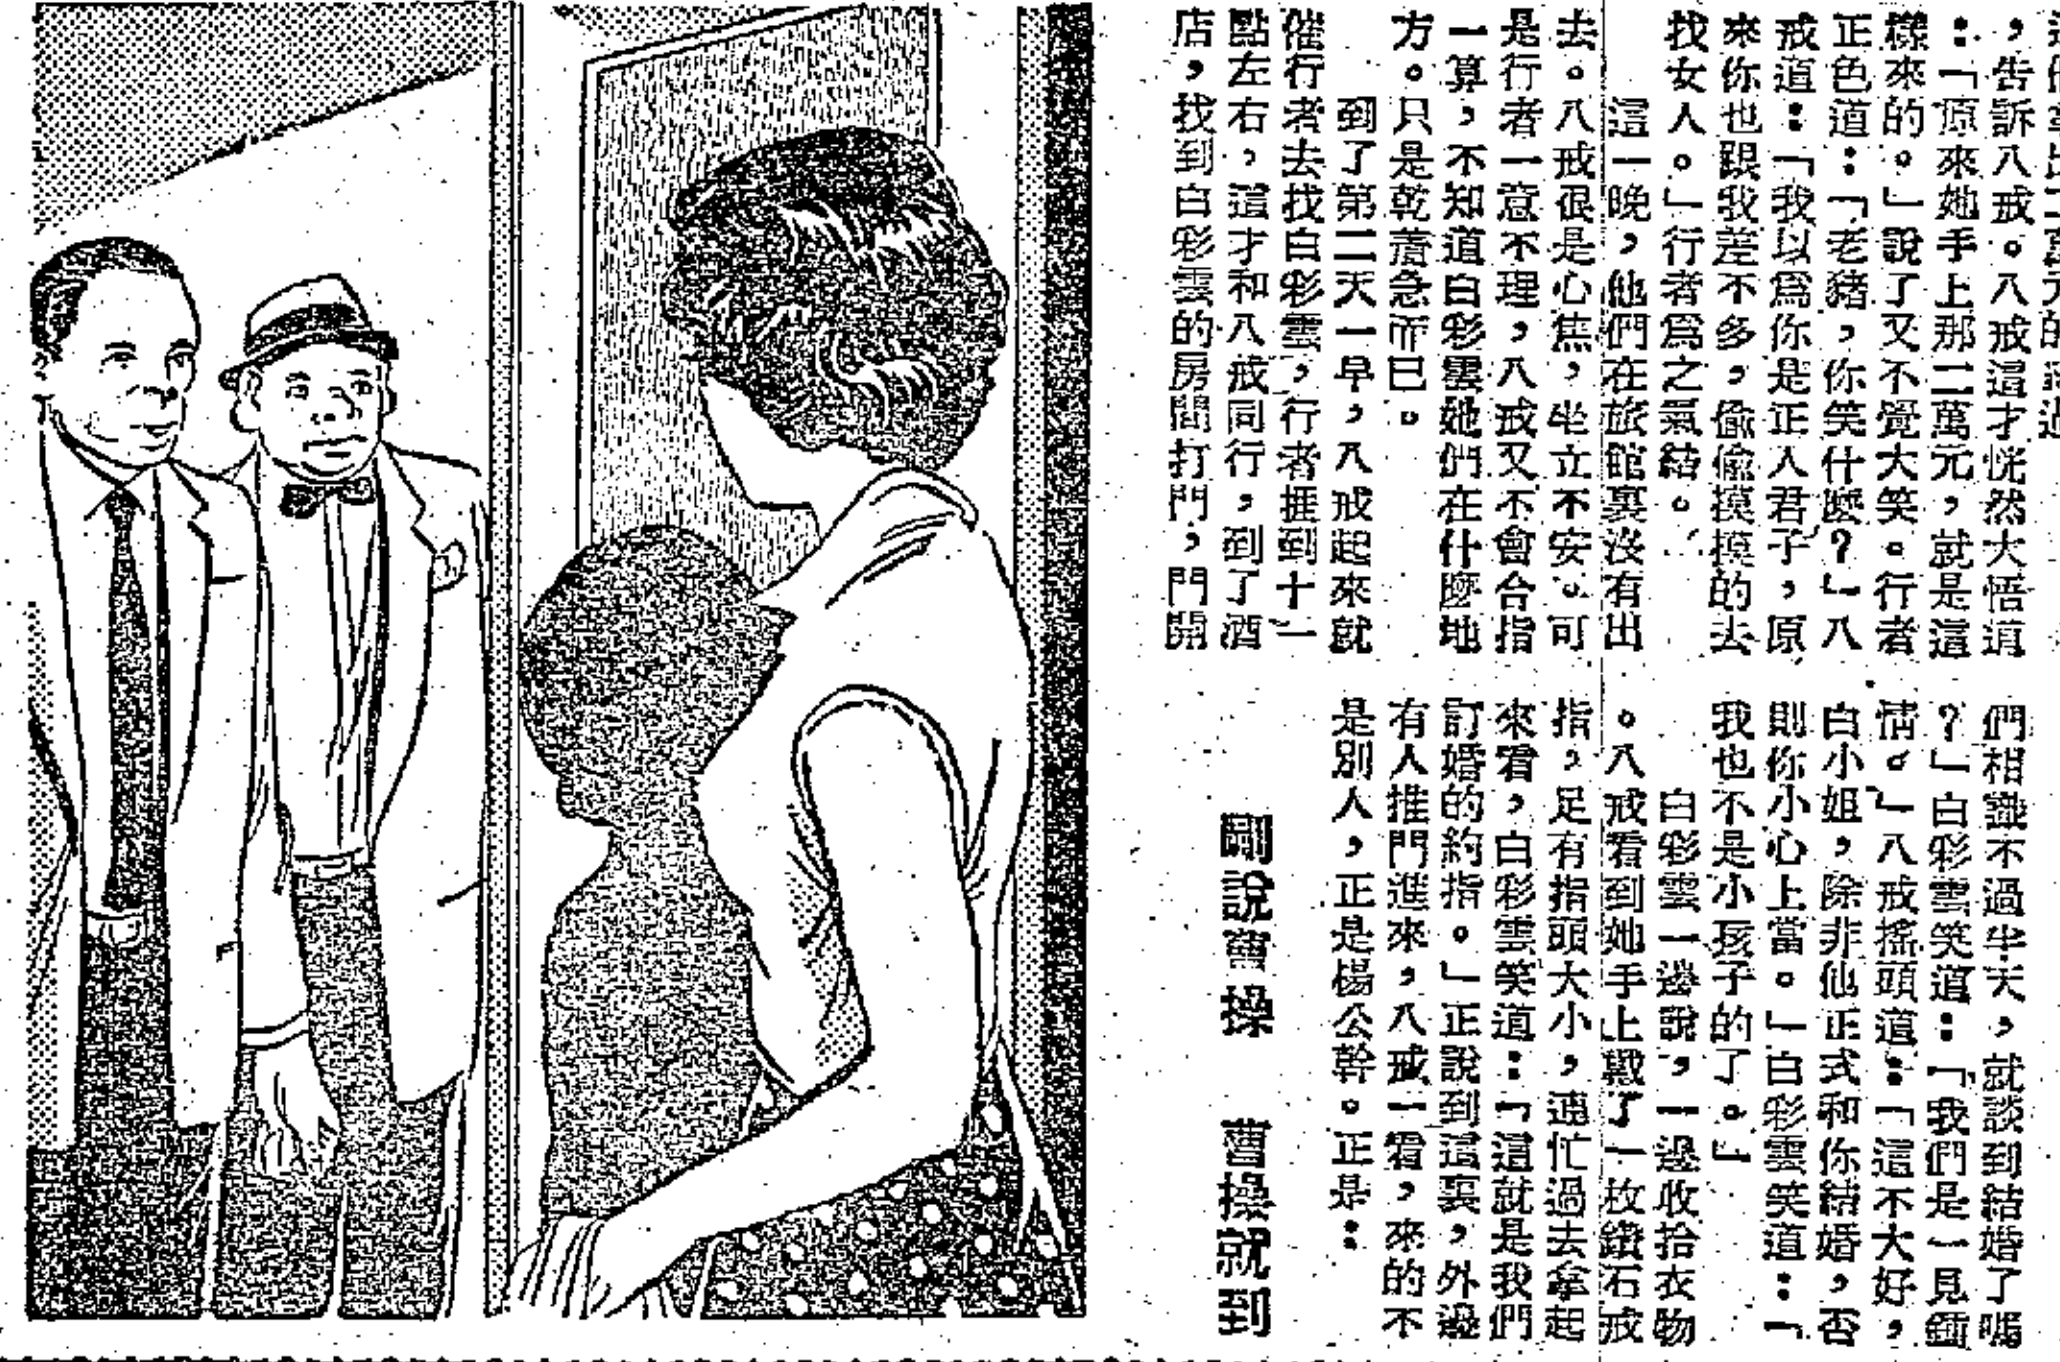 ，告訴八戒。八戒這才恍然大悟道
：「原來她手上那二萬元，就是這
樣來的。」說了又不覺大笑。行者
正色道：「老豬，你笑什麼？」八
戒道：「我以爲你是正人君子，原
來你也跟我差不多，偷偷摸摸的去
找女人。」行者爲之氣結。
這一晚，他們在旅館裏沒有出
去。八戒很是心焦，坐立不安。可
是行者一意不理，八戒又不會合指
一算，不知道白彩雲她們在什麼地
方。只是乾着急而已。
到了第二天一早，八戒起來就
催行者去找白彩雲，行者捱到十一
點左右，這才和八戒同行，到了酒
店，找到白彩雲的房間打門，門開
們相識不過半天，就談到結婚了嗎
？」白彩雲笑道：「我們是一見鍾
情。」八戒搖頭道：「這不大好，
白小姐，除非他正式和你結婚，否
則你小心上當。」白彩雲笑道：「
我也不是小孩子的了。」
白彩雲一邊說，一邊收拾衣物
。八戒看到她手上戴了一枚鑽石戒
指，足有指頭大小，連忙過去拿起
來看，白彩雲笑道：「這就是我們
訂婚的約指。」正說到這裏，外邊
有人推門進來，八戒一看，來的不
是別人，正是楊公幹。正是：
剛說曹操　曹操就到